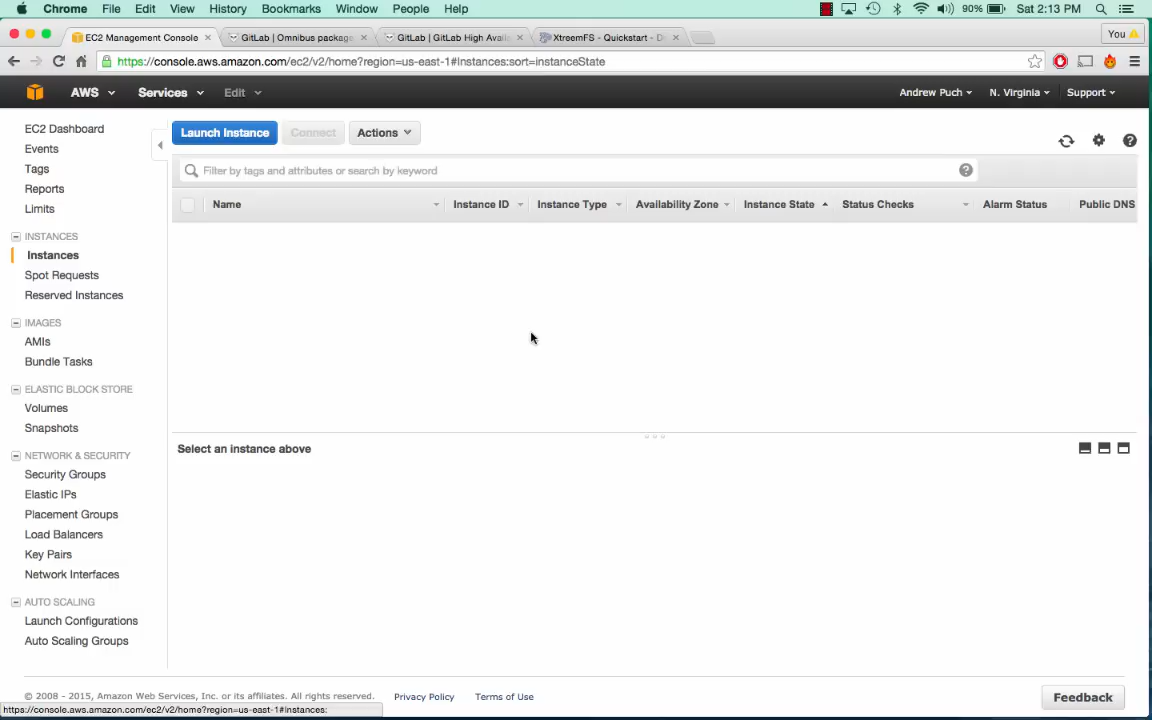 Chrome File Edit View History Bookmarks Window People Help 90% Sat 2:13 PM
EC2 Management Console GitLab | Omnibus package GitLab | GitLab High Avail XtreemFS - Quickstart - Di You
https://console.aws.amazon.com/ec2/v2/home?region=us-east-1#Instances:sort=instanceState
AWS Services Edit Andrew Puch N. Virginia Support
EC2 Dashboard
Events
Tags
Reports
Limits
INSTANCES
Instances
Spot Requests
Reserved Instances
IMAGES
AMIs
Bundle Tasks
ELASTIC BLOCK STORE
Volumes
Snapshots
NETWORK & SECURITY
Security Groups
Elastic IPs
Placement Groups
Load Balancers
Key Pairs
Network Interfaces
AUTO SCALING
Launch Configurations
Auto Scaling Groups
Launch Instance Connect Actions
Filter by tags and attributes or search by keyword
Name Instance ID Instance Type Availability Zone Instance State Status Checks Alarm Status Public DNS
Select an instance above
© 2008 - 2015, Amazon Web Services, Inc. or its affiliates. All rights reserved. Privacy Policy Terms of Use Feedback
https://console.aws.amazon.com/ec2/v2/home?region=us-east-1#Instances: